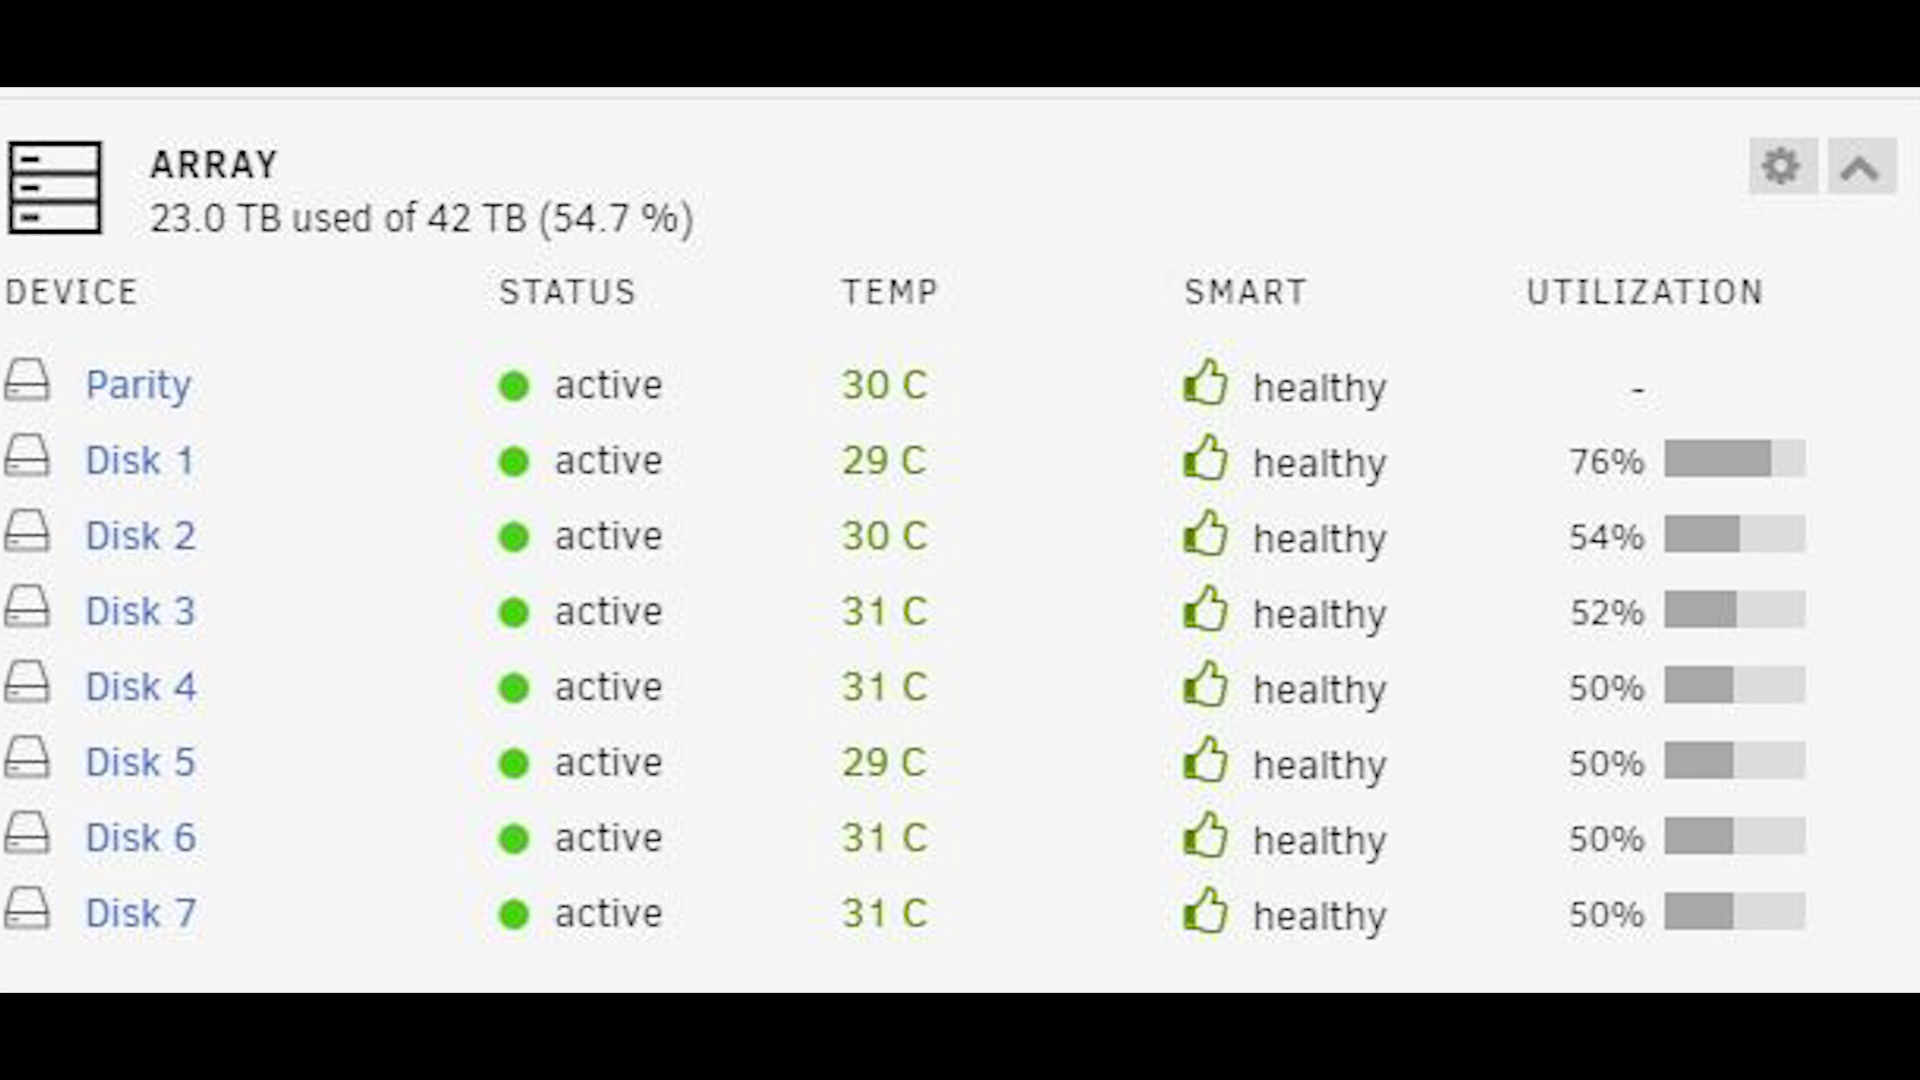 ARRAY
23.0 TB used of 42 TB (54.7 %)
DEVICE STATUS TEMP SMART UTILIZATION
Parity active 30 C healthy -
Disk 1 active 29 C healthy 76%
Disk 2 active 30 C healthy 54%
Disk 3 active 31 C healthy 52%
Disk 4 active 31 C healthy 50%
Disk 5 active 29 C healthy 50%
Disk 6 active 31 C healthy 50%
Disk 7 active 31 C healthy 50%